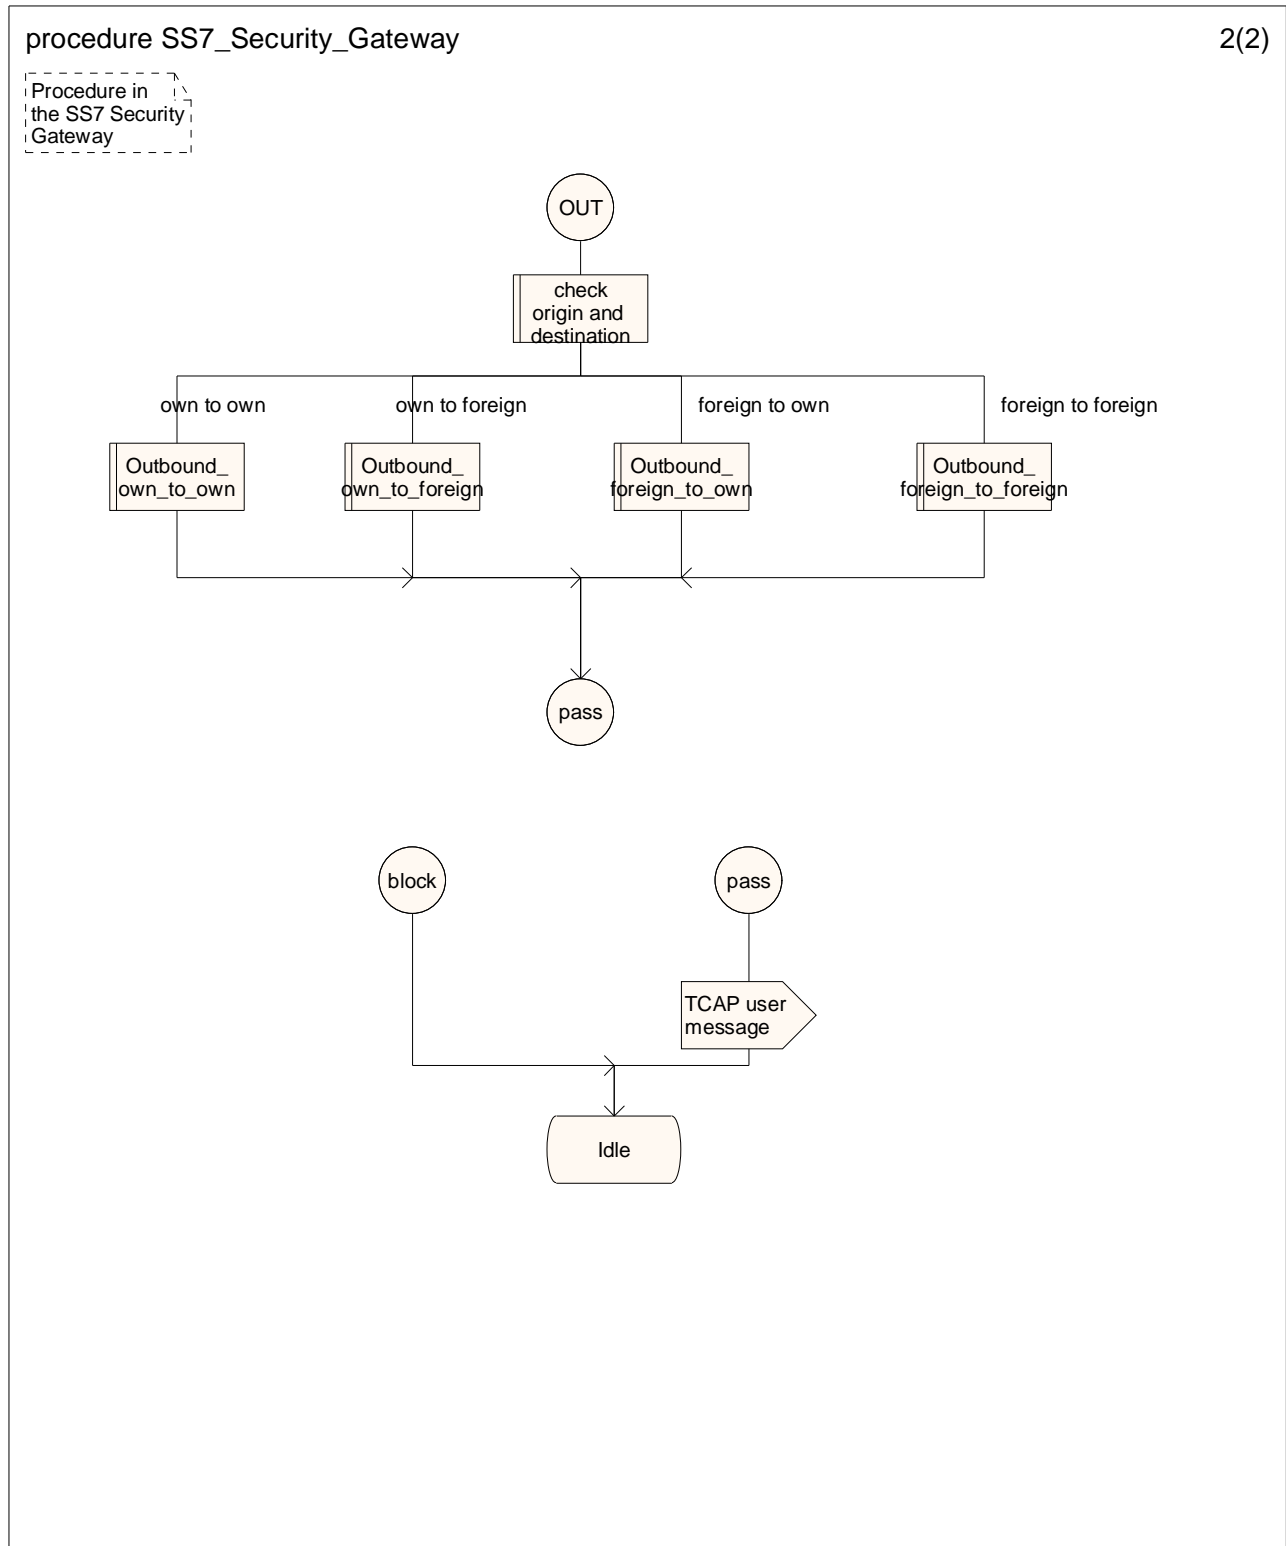 procedure SS7_Security_Gateway
2(2)
Procedure in
the SS7 Security
Gateway
OUT
check
origin and
destination
own to own
own to foreign
foreign to own
foreign to foreign
Outbound_
own_to_own
Outbound_
own_to_foreign
Outbound_
foreign_to_own
Outbound_
foreign_to_foreign
pass
block
pass
TCAP user
message
Idle